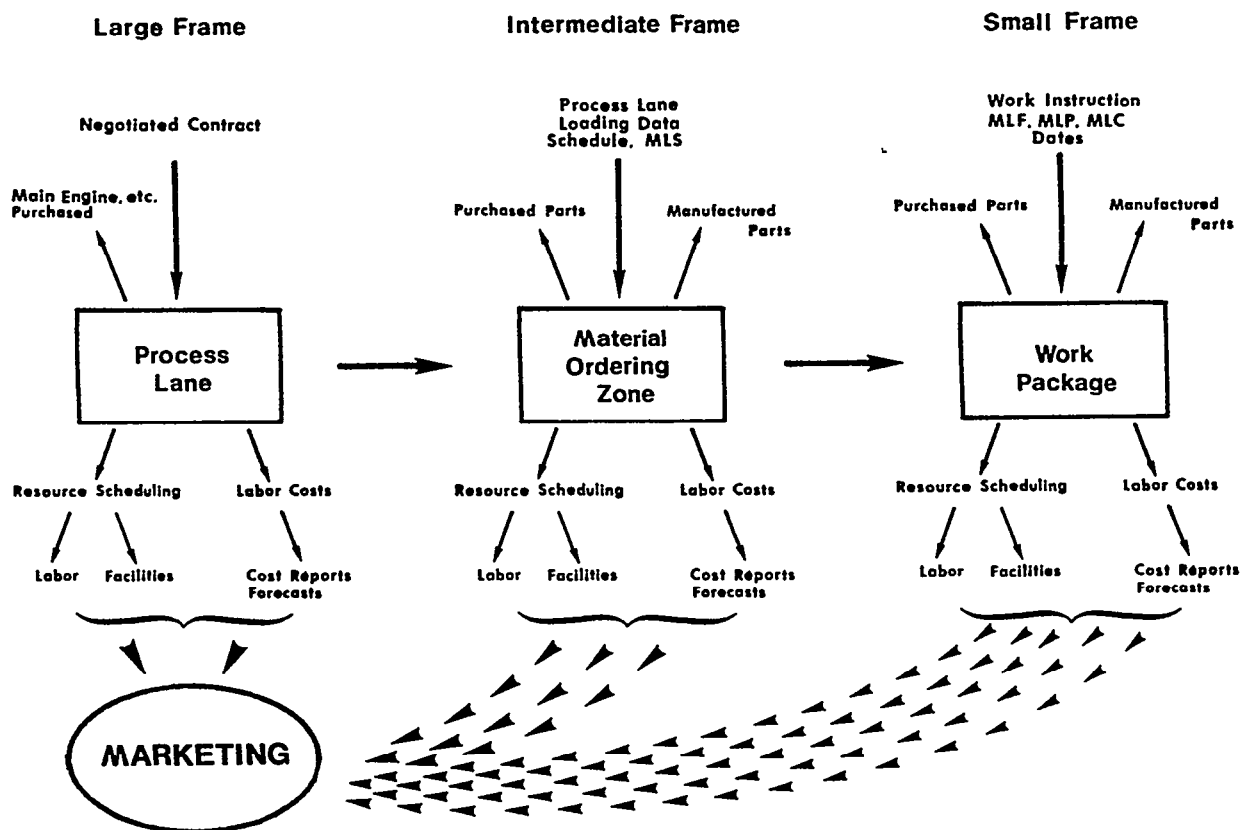 Large Frame
Intermediate Frame
Small Frame
Negotiated Contract
Process Lane
Loading Data
Schedule, MLS
Work Instruction
MLF, MLP, MLC
Dates
Main Engine, etc.
Purchased
Purchased Parts
Manufactured
Parts
Purchased Parts
Manufactured
Parts
Process
Lane
Material
Ordering
Zone
Work
Package
Resource Scheduling
Labor Costs
Resource Scheduling
Labor Costs
Resource Scheduling
Labor Costs
Labor
Facilities
Cost Reports
Forecasts
Labor
Facilities
Cost Reports
Forecasts
Labor
Facilities
Cost Reports
Forecasts
MARKETING